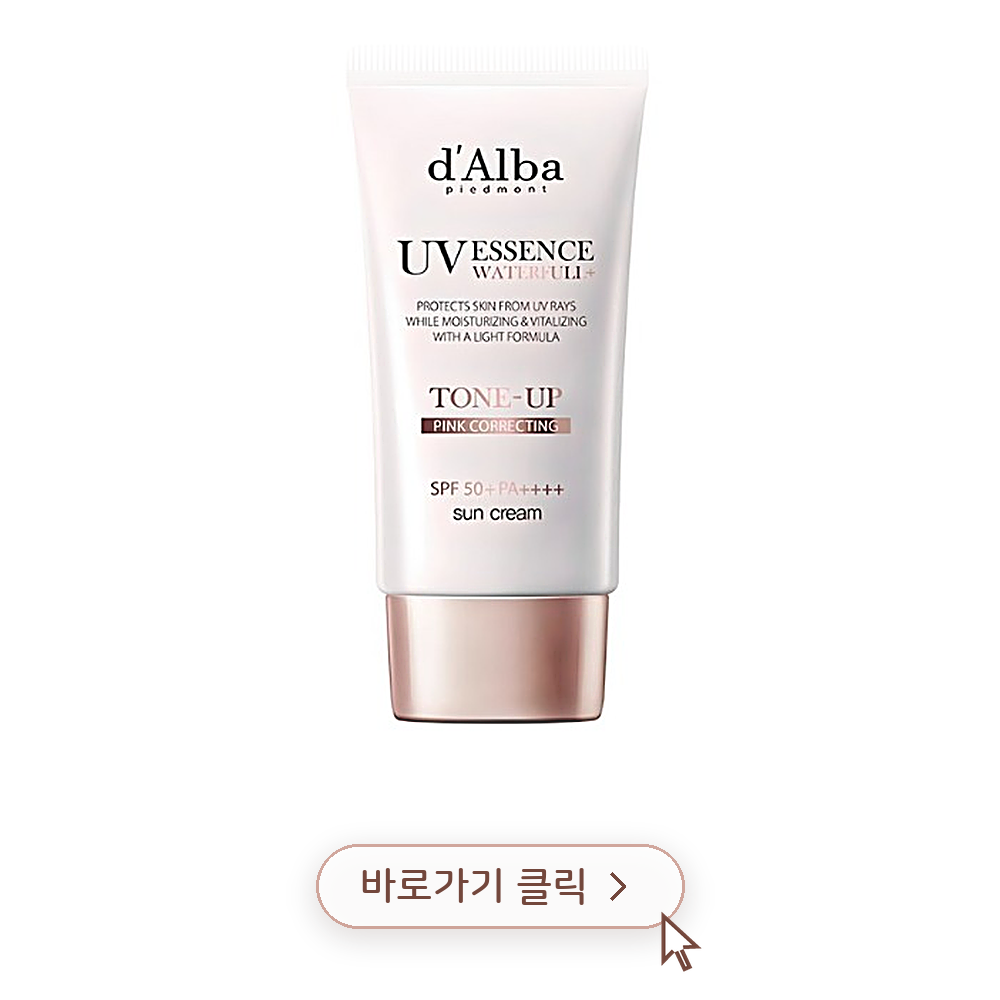 d'Alba
piedmont
UV ESSENCE
WATERFULL+
PROTECTS SKIN FROM UV RAYS
WHILE MOISTURIZING & VITALIZING
WITH A LIGHT FORMULA
TONE-UP
PINK CORRECTING
SPF 50+ PA++++
sun cream
바로가기 클릭 >